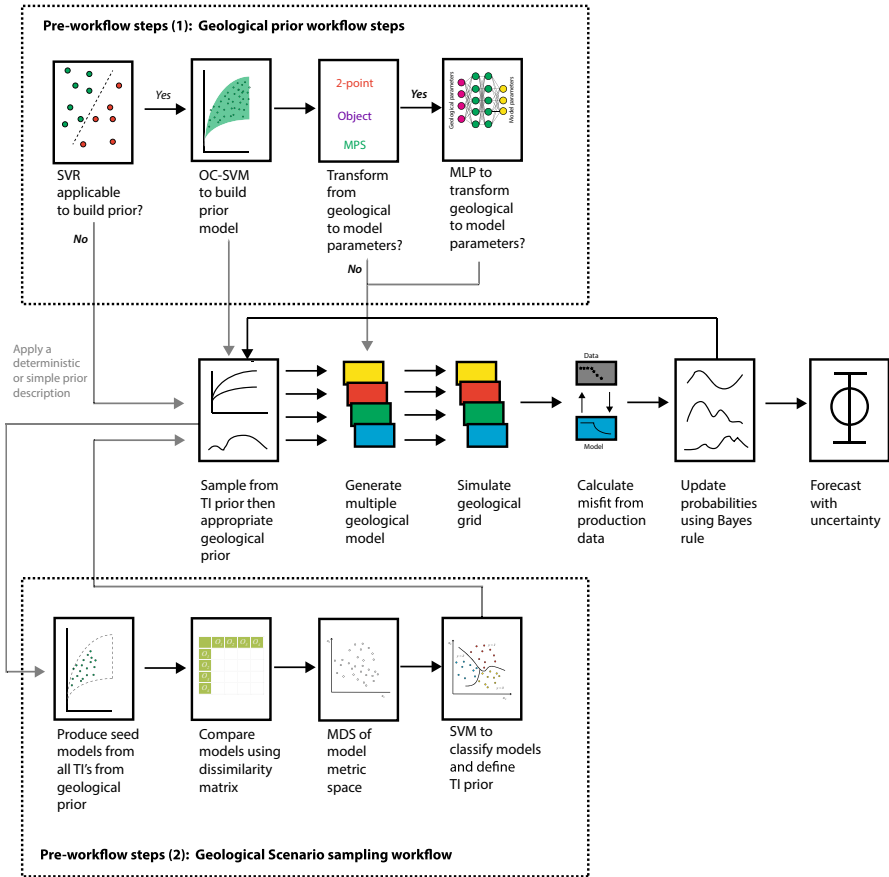 Pre-workflow steps (1): Geological prior workflow steps
Yes
2-point
Object
MPS
Yes
Geological parameters
Model parameters
SVR
applicable
to build prior?
OC-SVM
to build
prior
model
Transform
from
geological
to model
parameters?
MLP to
transform
geological
to model
parameters?
No
No
Apply a
deterministic
or simple prior
description
Data
Model
Sample from
TI prior then
appropriate
geological
prior
Generate
multiple
geological
model
Simulate
geological
grid
Calculate
misfit from
production
data
Update
probabilities
using Bayes
rule
Forecast
with
uncertainty
Produce seed
models from
all TI's from
geological
prior
Compare
models using
dissimilarity
matrix
MDS of
model
metric
space
SVM to
classify models
and define
TI prior
Pre-workflow steps (2): Geological Scenario sampling workflow